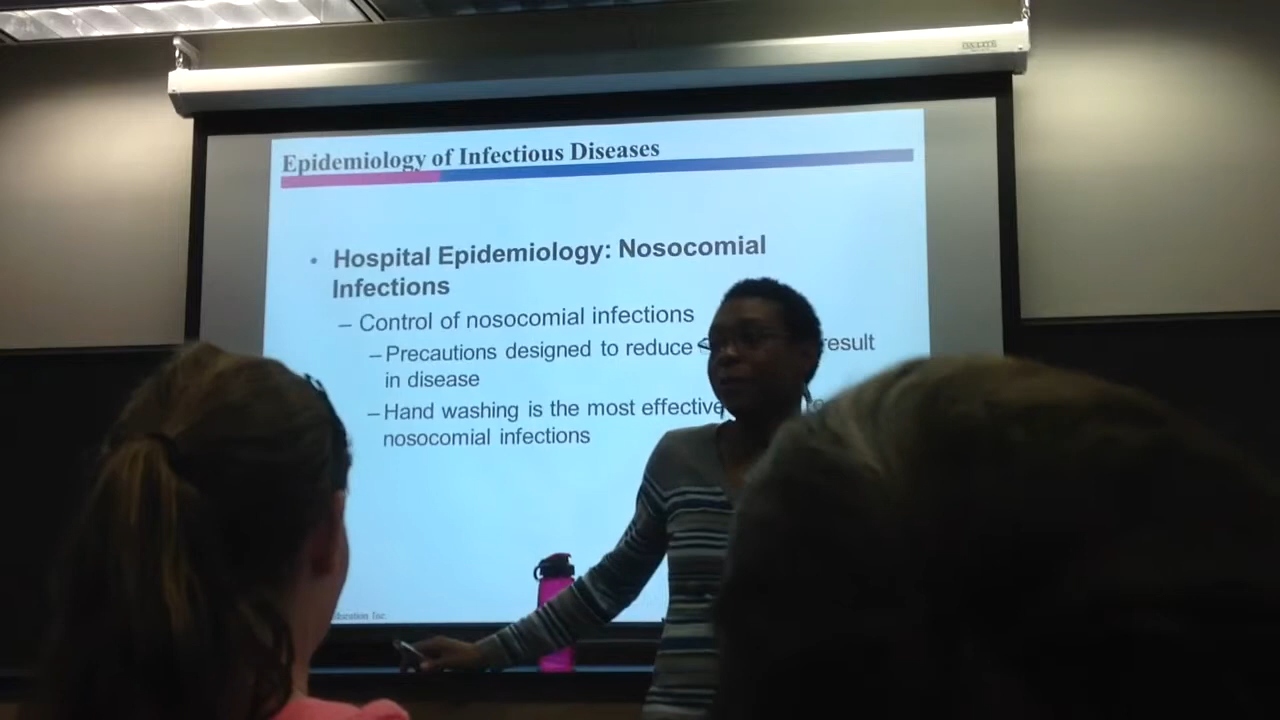 Epidemiology of Infectious Diseases
• Hospital Epidemiology: Nosocomial
Infections
– Control of nosocomial infections
– Precautions designed to reduce result
in disease
– Hand washing is the most effective
nosocomial infections
Inc.